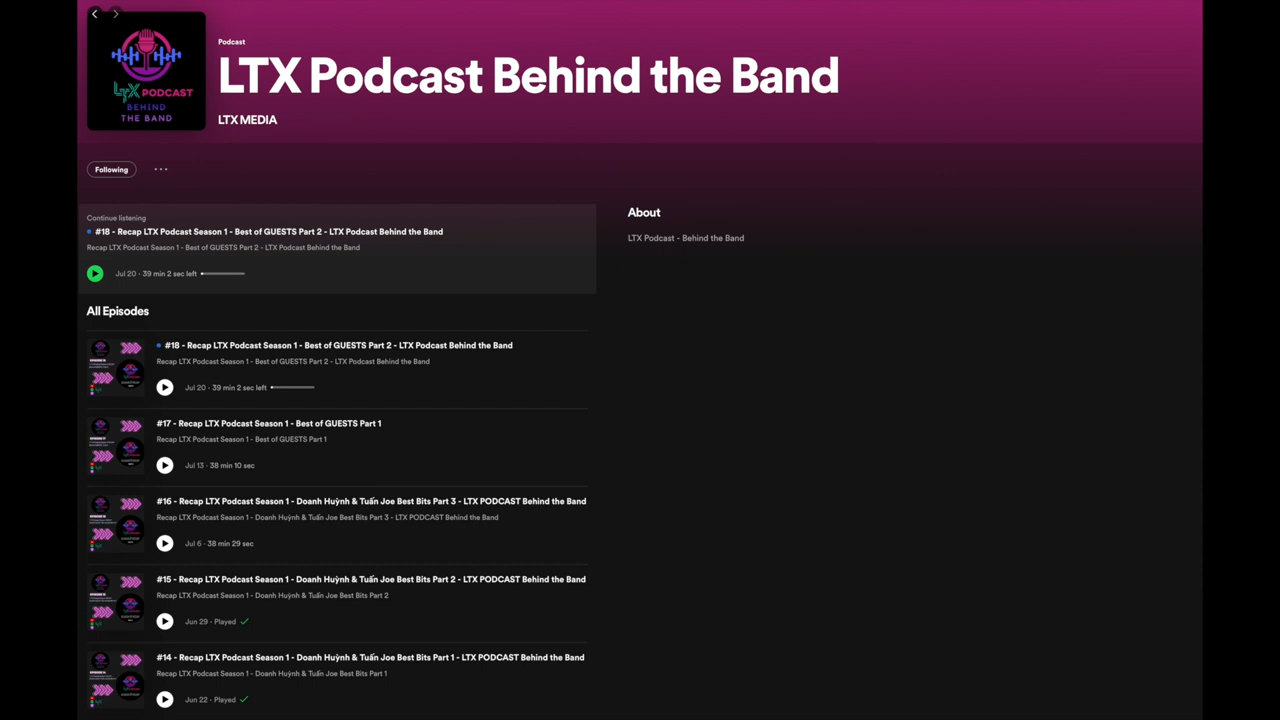 LTX PODCAST
BEHIND
THE BAND
Podcast
LTX Podcast Behind the Band
LTX MEDIA
Following
Continue listening
#18 - Recap LTX Podcast Season 1 - Best of GUESTS Part 2 - LTX Podcast Behind the Band
Recap LTX Podcast Season 1 - Best of GUESTS Part 2 - LTX Podcast Behind the Band
Jul 20 · 39 min 2 sec left
About
LTX Podcast - Behind the Band
All Episodes
#18 - Recap LTX Podcast Season 1 - Best of GUESTS Part 2 - LTX Podcast Behind the Band
Recap LTX Podcast Season 1 - Best of GUESTS Part 2 - LTX Podcast Behind the Band
Jul 20 · 39 min 2 sec left
#17 - Recap LTX Podcast Season 1 - Best of GUESTS Part 1
Recap LTX Podcast Season 1 - Best of GUESTS Part 1
Jul 13 · 38 min 10 sec
#16 - Recap LTX Podcast Season 1 - Doanh Huỳnh & Tuấn Joe Best Bits Part 3 - LTX PODCAST Behind the Band
Recap LTX Podcast Season 1 - Doanh Huỳnh & Tuấn Joe Best Bits Part 3 - LTX PODCAST Behind the Band
Jul 6 · 38 min 29 sec
#15 - Recap LTX Podcast Season 1 - Doanh Huỳnh & Tuấn Joe Best Bits Part 2 - LTX PODCAST Behind the Band
Recap LTX Podcast Season 1 - Doanh Huỳnh & Tuấn Joe Best Bits Part 2
Jun 29 · Played
#14 - Recap LTX Podcast Season 1 - Doanh Huỳnh & Tuấn Joe Best Bits Part 1 - LTX PODCAST Behind the Band
Recap LTX Podcast Season 1 - Doanh Huỳnh & Tuấn Joe Best Bits Part 1
Jun 22 · Played